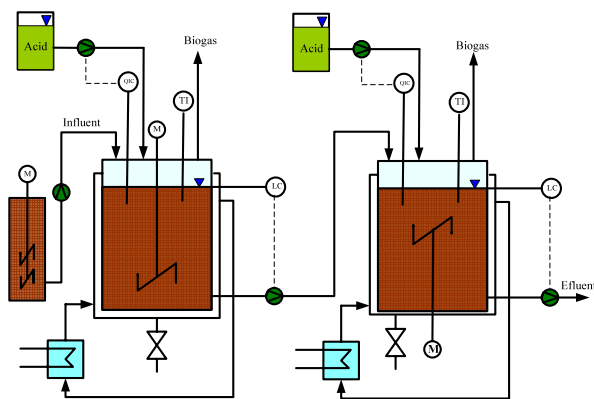 Acid
Acid
Biogas
Biogas
QIC
QIC
TI
TI
Influent
M
M
LC
LC
Efluent
M